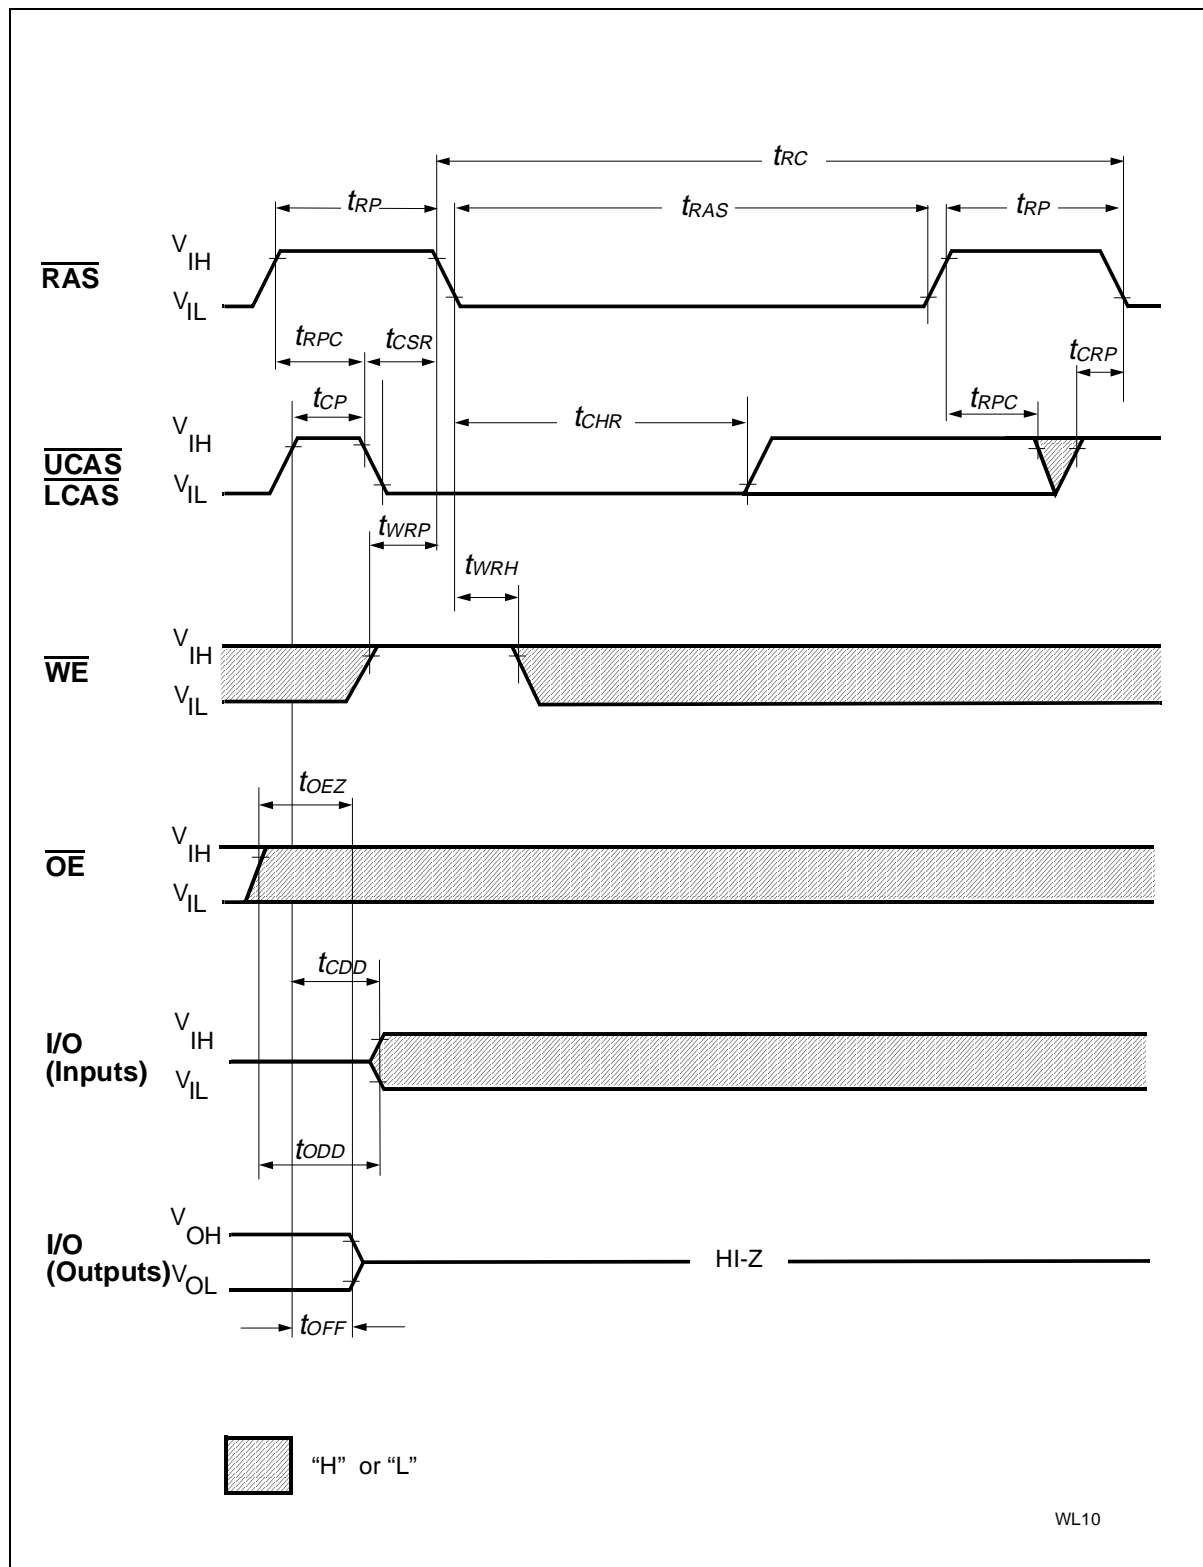 tRC
tRP tRAS tRP
VIH
RAS
VIL
tRPC tCSR tCRP
tCP tCHR tRPC
VIH
UCAS
LCAS
VIL
tWRP
tWRH
VIH
WE
VIL
tOEZ
VIH
OE
VIL
tCDD
VIH
I/O
(Inputs)
VIL
tODD
VOH
I/O
(Outputs)
VOL
HI-Z
tOFF
“H” or “L”
WL10